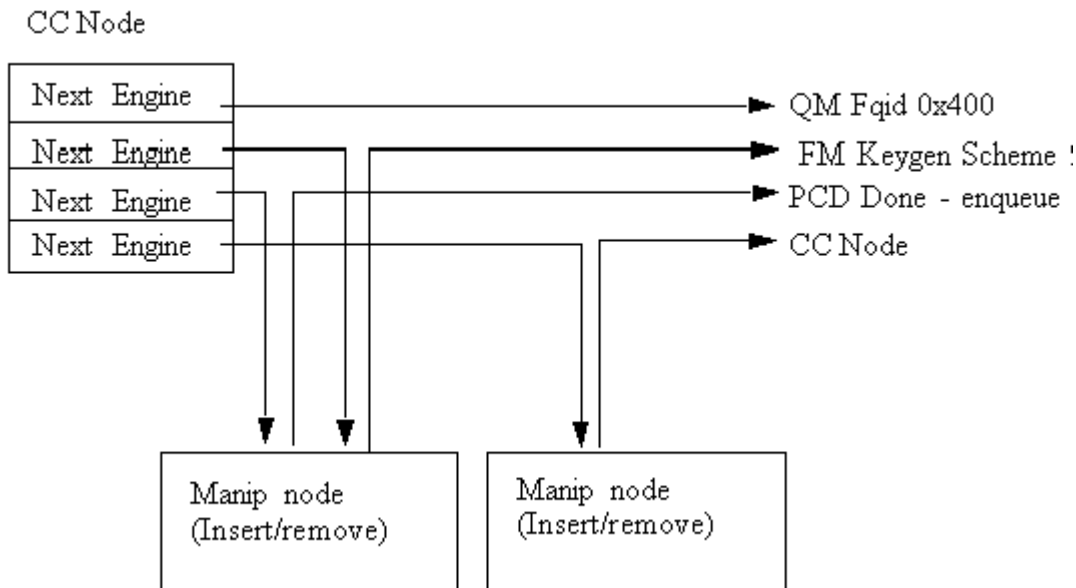 CC Node
Next Engine
QM Fqid 0x400
Next Engine
FM Keygen Scheme
Next Engine
PCD Done - enqueue
Next Engine
CC Node
Manip node
(Insert/remove)
Manip node
(Insert/remove)